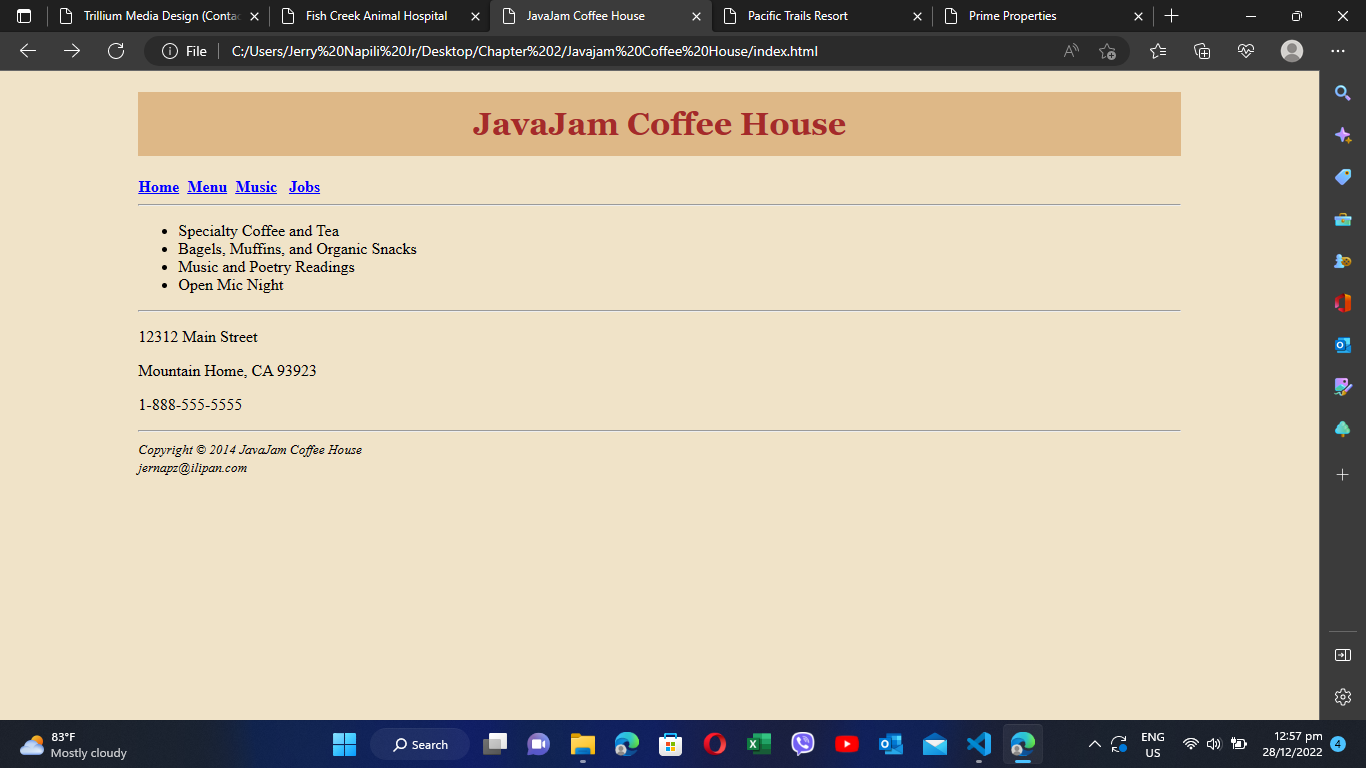 Trillium Media Design (Contac
Fish Creek Animal Hospital
JavaJam Coffee House
Pacific Trails Resort
Prime Properties
File
C:/Users/Jerry%20Napili%20Jr/Desktop/Chapter%202/Javajam%20Coffee%20House/index.html
JavaJam Coffee House
Home Menu Music Jobs
Specialty Coffee and Tea
Bagels, Muffins, and Organic Snacks
Music and Poetry Readings
Open Mic Night
12312 Main Street
Mountain Home, CA 93923
1-888-555-5555
Copyright © 2014 JavaJam Coffee House
jernapz@ilipan.com
83°F
Mostly cloudy
Search
ENG
US
12:57 pm
28/12/2022
4